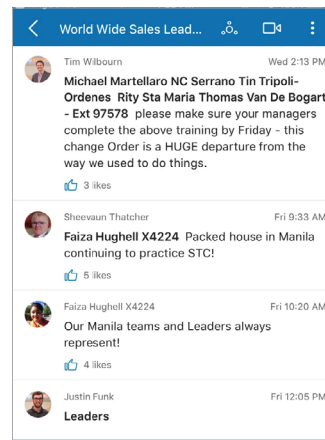 World Wide Sales Lead...
Tim Wilbourn Wed 2:13 PM
Michael Martellaro NC Serrano Tin Tripoli-
Ordenes Rity Sta Maria Thomas Van De Bogart
- Ext 97578 please make sure your managers
complete the above training by Friday - this
change Order is a HUGE departure from the
way we used to do things.
3 likes
Sheevaun Thatcher Fri 9:33 AM
Faiza Hughell X4224 Packed house in Manila
continuing to practice STC!
5 likes
Faiza Hughell X4224 Fri 10:20 AM
Our Manila teams and Leaders always
represent!
4 likes
Justin Funk Fri 12:05 PM
Leaders